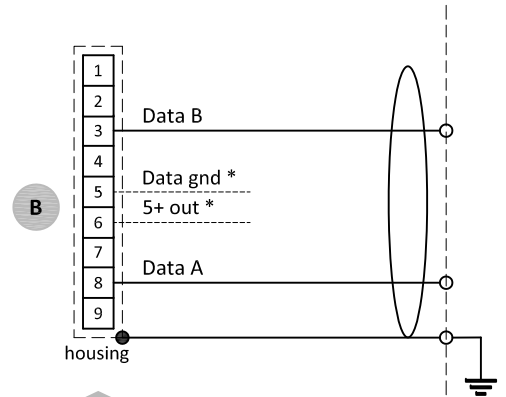 1
2
3 Data B
4
5 Data gnd *
B 5+ out *
6
7
8 Data A
9
housing